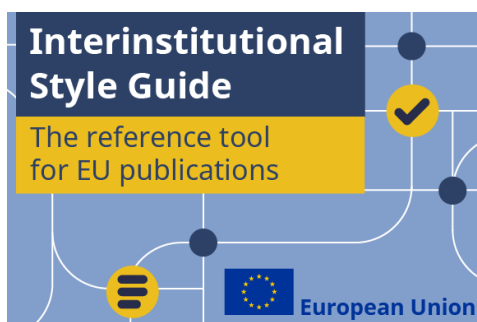 Interinstitutional
Style Guide
The reference tool
for EU publications
European Union